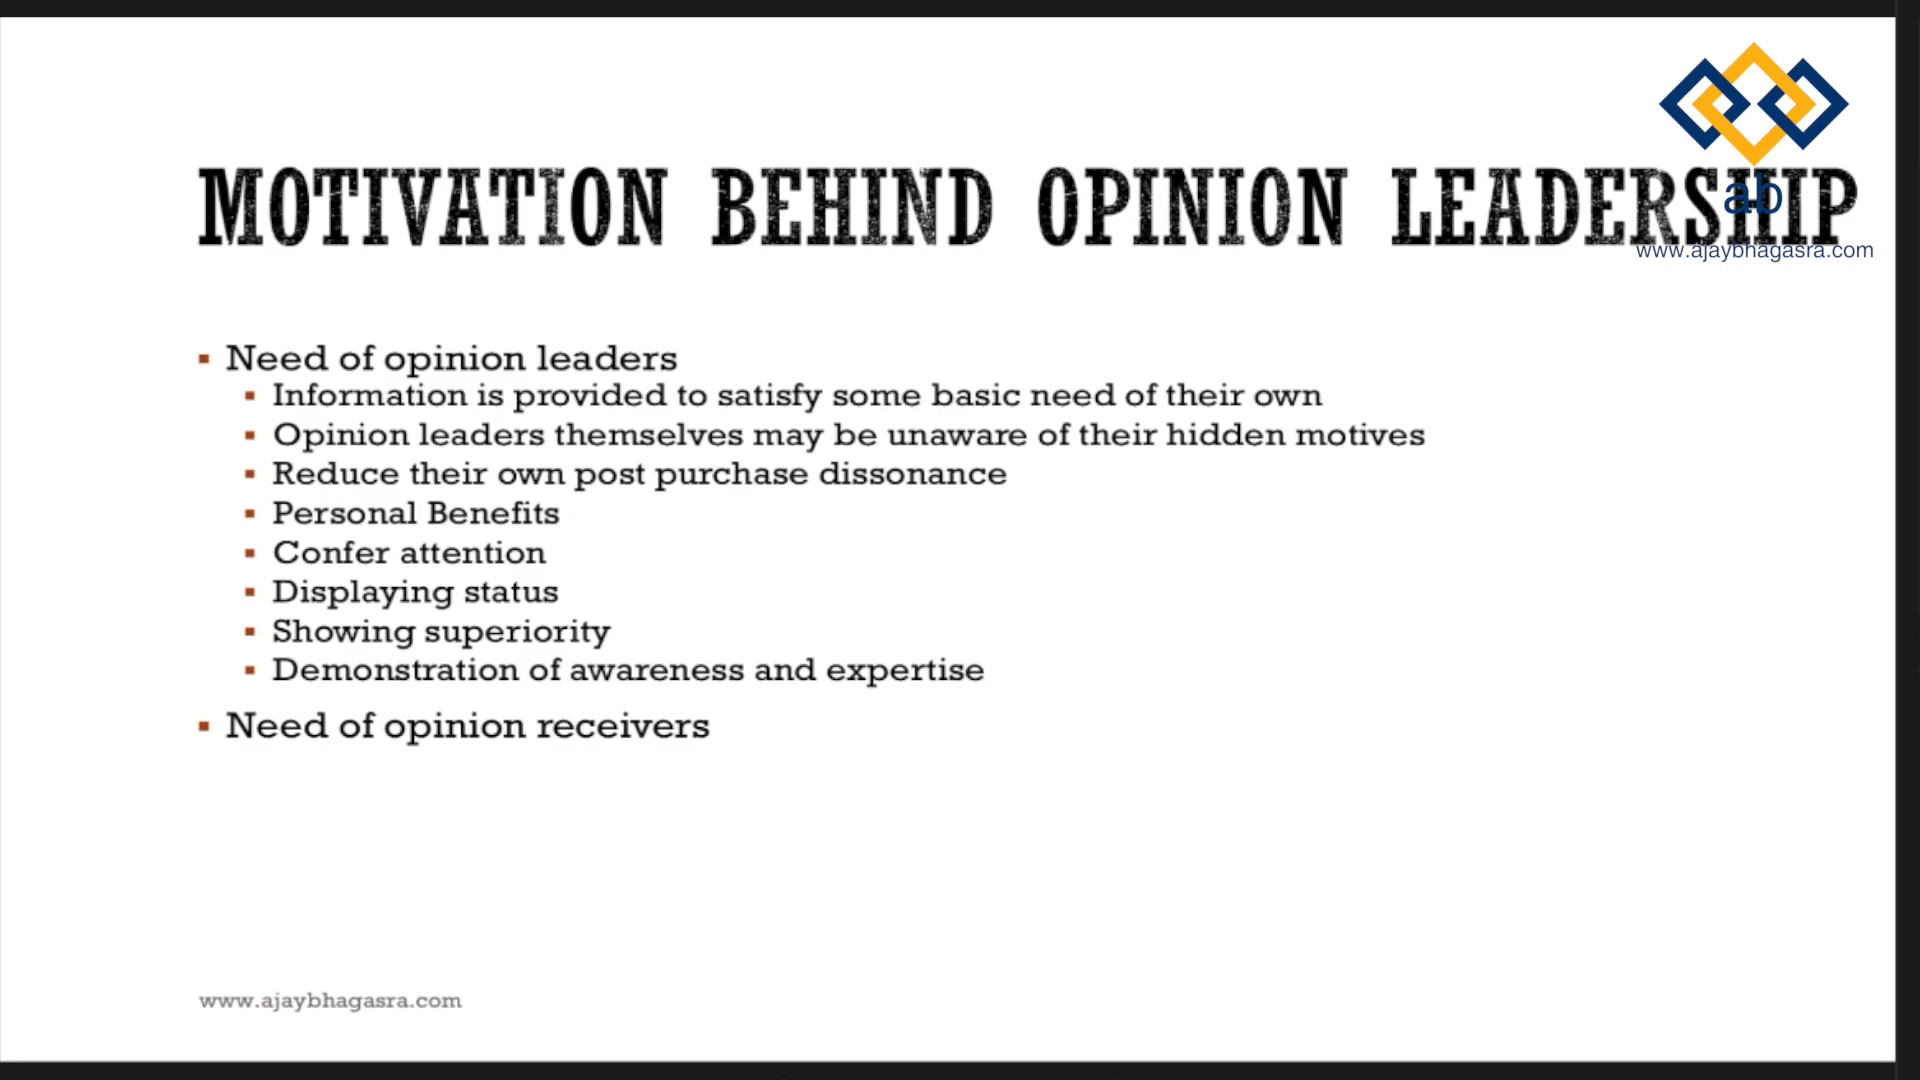 MOTIVATION BEHIND OPINION LEADERSHIP
ab
www.ajaybhagasra.com
Need of opinion leaders
Information is provided to satisfy some basic need of their own
Opinion leaders themselves may be unaware of their hidden motives
Reduce their own post purchase dissonance
Personal Benefits
Confer attention
Displaying status
Showing superiority
Demonstration of awareness and expertise
Need of opinion receivers
www.ajaybhagasra.com